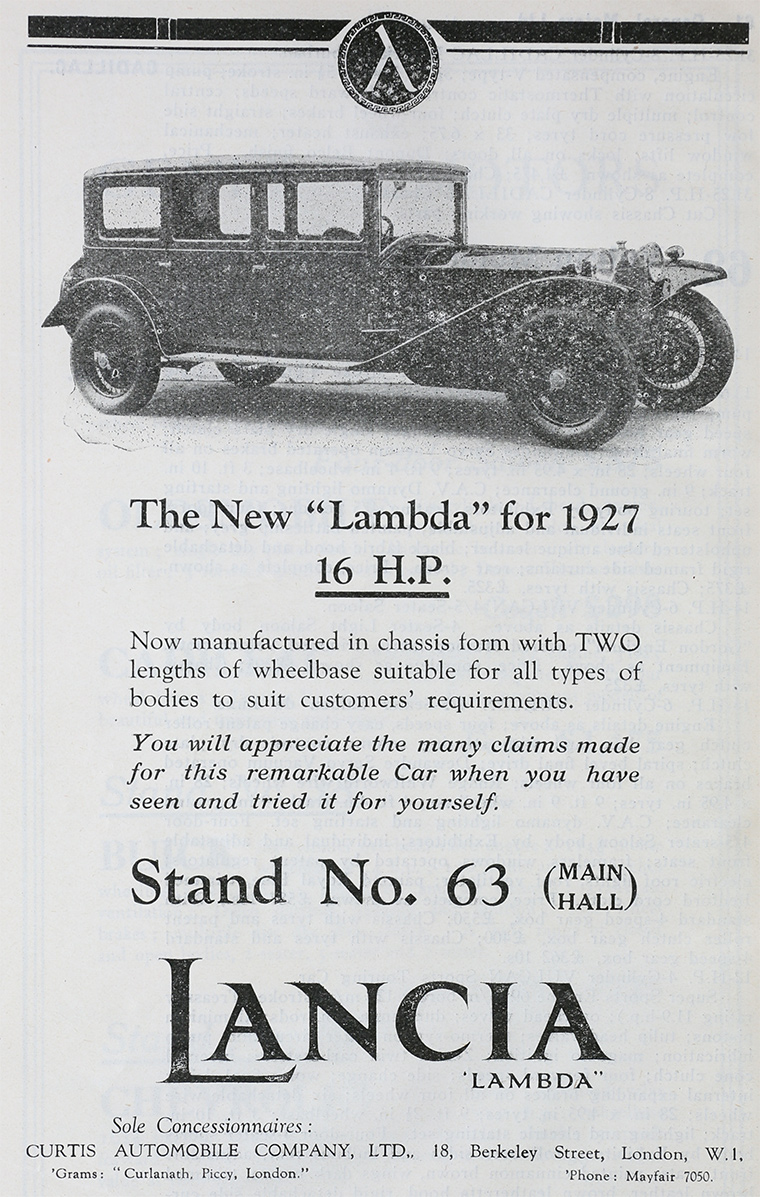 λ
The New “Lambda” for 1927
16 H.P.
Now manufactured in chassis form with TWO
lengths of wheelbase suitable for all types of
bodies to suit customers’ requirements.
You will appreciate the many claims made
for this remarkable Car when you have
seen and tried it for yourself.
Stand No. 63 (MAIN HALL)
LANCIA
‘LAMBDA”
Sole Concessionnaires :
CURTIS AUTOMOBILE COMPANY, LTD., 18, Berkeley Street, London, W.1,
’Grams : “ Curlanath, Piccy, London.” ’Phone : Mayfair 7050.